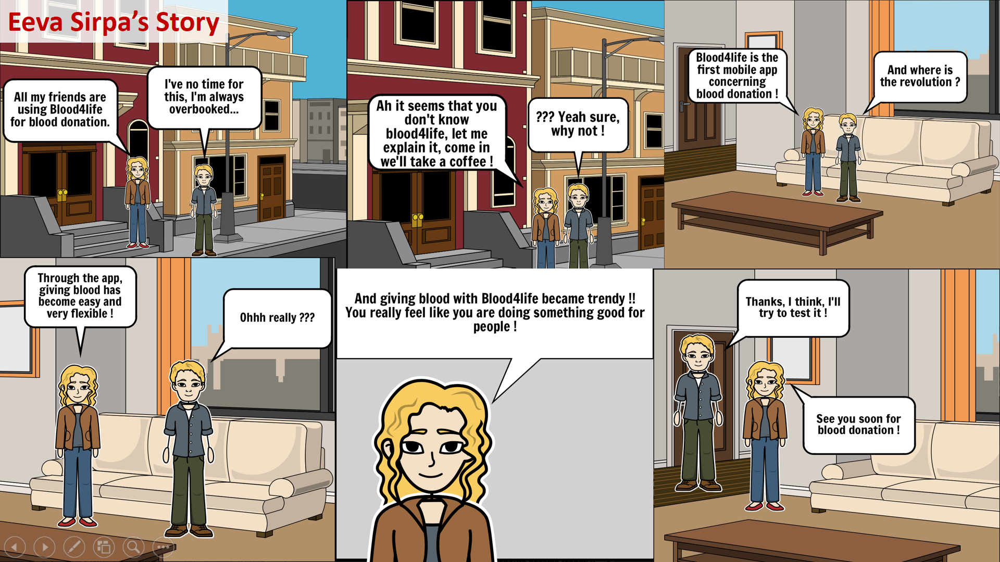 Eeva Sirpa’s Story
All my friends are
using Blood4life
for blood donation.
I've no time for
this, I'm always
overbooked...
Ah it seems that you
don't know
blood4life, let me
explain it, come in
we'll take a coffee !
??? Yeah sure,
why not !
Blood4life is the
first mobile app
concerning
blood donation !
And where is
the revolution ?
Through the app,
giving blood has
become easy and
very flexible !
Ohhh really ???
And giving blood with Blood4life became trendy !!
You really feel like you are doing something good for
people !
Thanks, I think, I'll
try to test it !
See you soon for
blood donation !